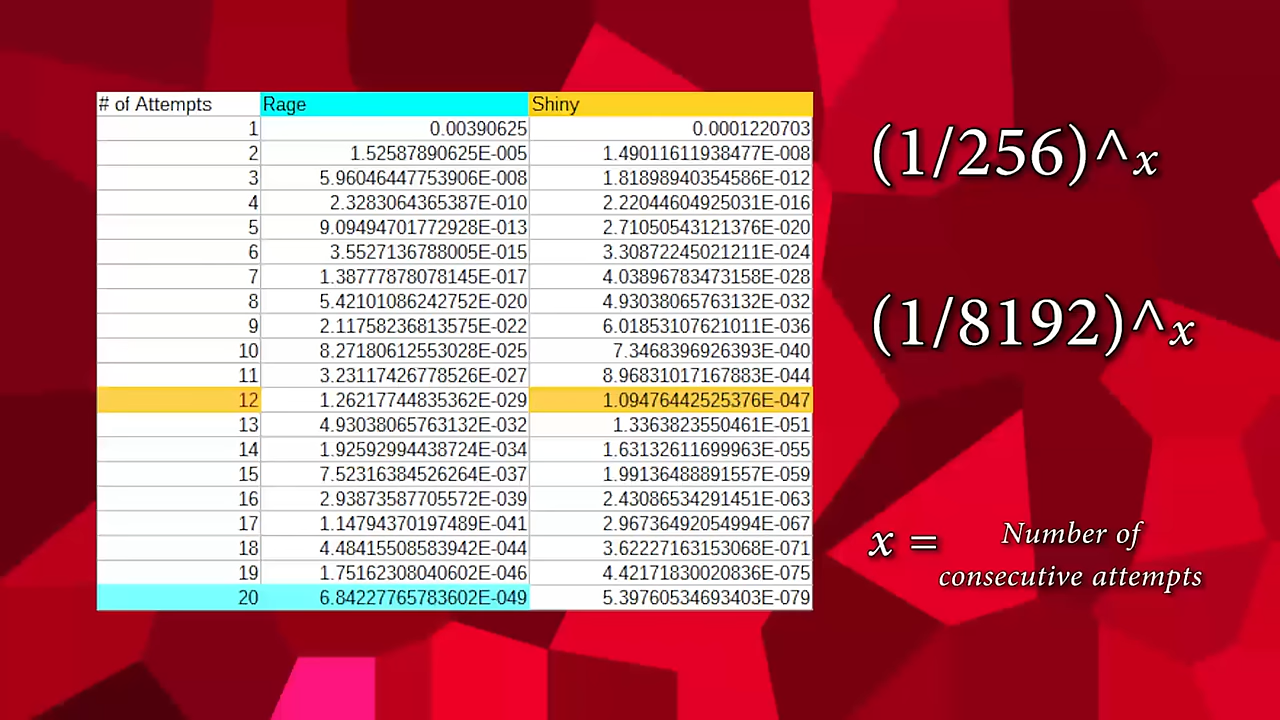 # of Attempts Rage Shiny
1 0.00390625 0.0001220703
2 1.52587890625E-005 1.49011611938477E-008
3 5.96046447753906E-008 1.81898940354586E-012
4 2.3283064365387E-010 2.22044604925031E-016
5 9.09494701772928E-013 2.71050543121376E-020
6 3.5527136788005E-015 3.30872245021211E-024
7 1.38777878078145E-017 4.03896783473158E-028
8 5.42101086242752E-020 4.93038065763132E-032
9 2.11758236813575E-022 6.01853107621011E-036
10 8.27180612553028E-025 7.3468396926393E-040
11 3.23117426778526E-027 8.96831017167883E-044
12 1.26217744835362E-029 1.09476442525376E-047
13 4.93038065763132E-032 1.3363823550461E-051
14 1.92592994438724E-034 1.63132611699963E-055
15 7.52316384526264E-037 1.99136488891557E-059
16 2.93873587705572E-039 2.43086534291451E-063
17 1.14794370197489E-041 2.96736492054994E-067
18 4.48415508583942E-044 3.62227163153068E-071
19 1.75162308040602E-046 4.42171830020836E-075
20 6.84227765783602E-049 5.39760534693403E-079
(1/256)^x
(1/8192)^x
x = Number of
consecutive attempts